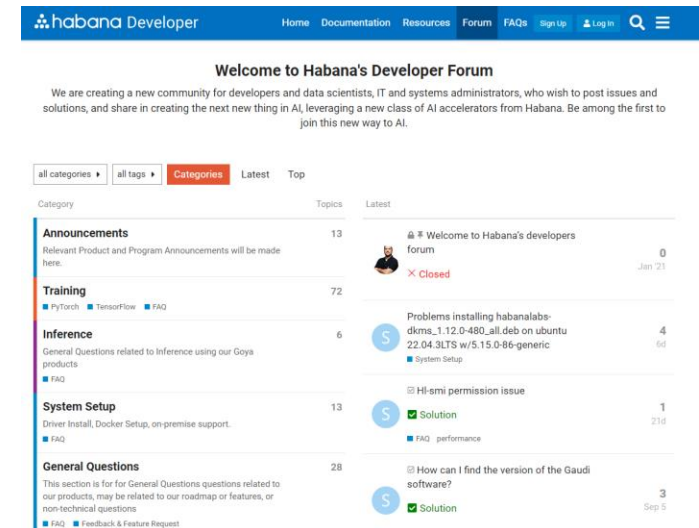 habana Developer
Home Documentation Resources Forum FAQs Sign Up Log In
Welcome to Habana's Developer Forum
We are creating a new community for developers and data scientists, IT and systems administrators, who wish to post issues and
solutions, and share in creating the next new thing in AI, leveraging a new class of AI accelerators from Habana. Be among the first to
join this new way to AI.
all categories all tags Categories Latest Top
Category Topics
Announcements 13
Relevant Product and Program Announcements will be made
here.
Training 72
PyTorch TensorFlow FAQ
Inference 6
General Questions related to Inference using our Goya
products
FAQ
System Setup 13
Driver Install, Docker Setup, on-premise support.
FAQ
General Questions 28
This section is for for General Questions questions related to
our products, may be related to our roadmap or features, or
non-technical questions
FAQ Feedback & Feature Request
Latest
Welcome to Habana's developers
forum 0
Closed Jan '21
Problems installing habanalabs-
dkms_1.12.0-480_all.deb on ubuntu 4
S 22.04.3LTS w/5.15.0-86-generic 6d
System Setup
Hl-smi permission issue
S Solution 1
21d
FAQ performance
How can I find the version of the Gaudi
software? 3
S Solution Sep 5